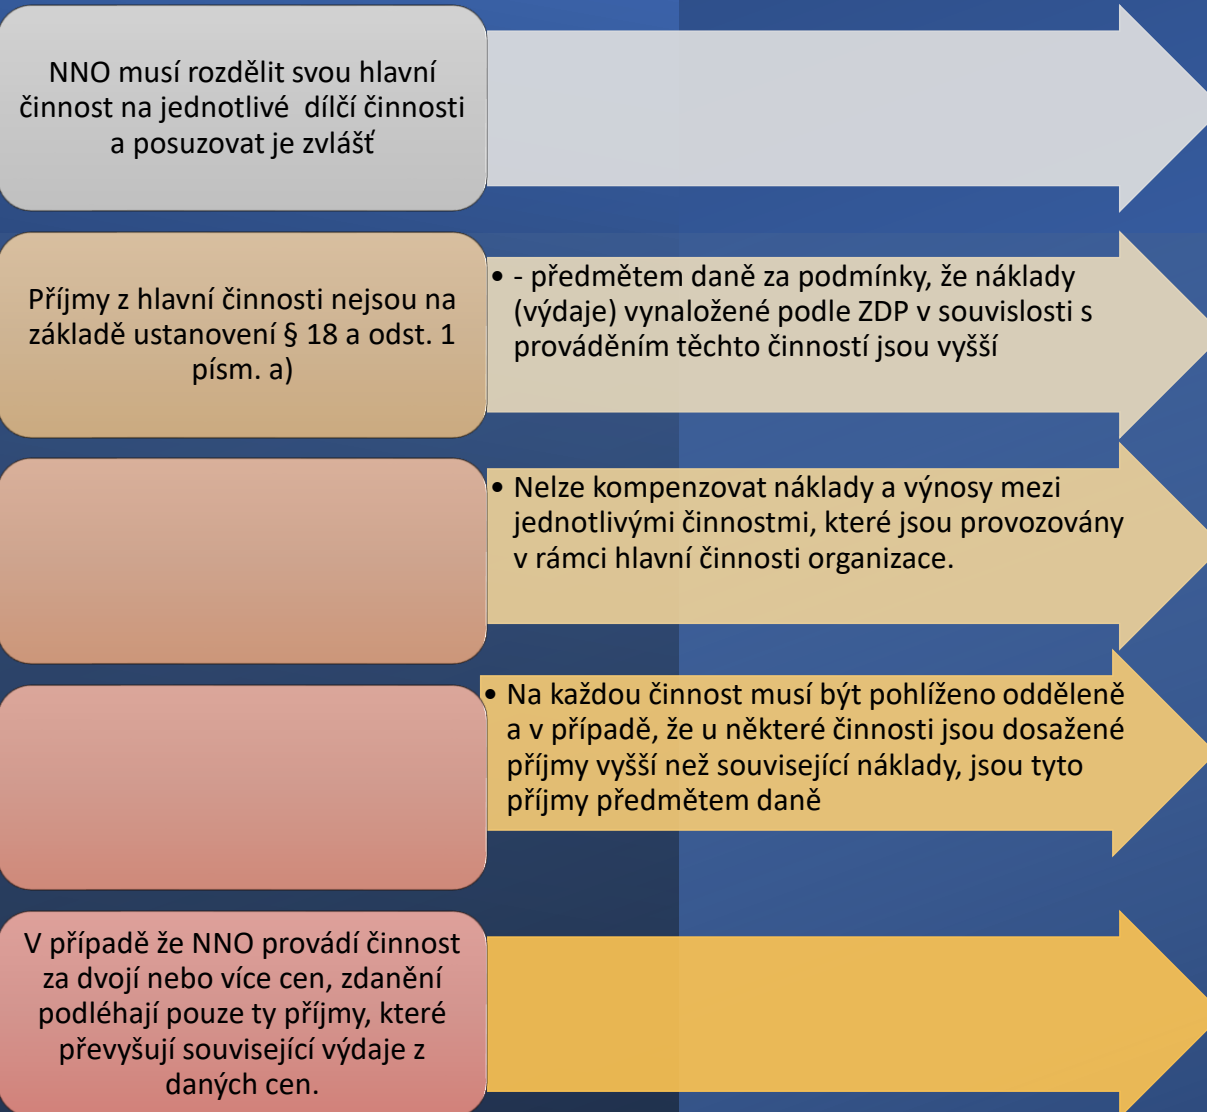 NNO musí rozdělit svou hlavní
činnost na jednotlivé  dílčí činnosti
a posuzovat je zvlášť
Příjmy z hlavní činnosti nejsou na
základě ustanovení § 18 a odst. 1
písm. a)
• - předmětem daně za podmínky, že náklady
(výdaje) vynaložené podle ZDP v souvislosti s
prováděním těchto činností jsou vyšší
• Nelze kompenzovat náklady a výnosy mezi
jednotlivými činnostmi, které jsou provozovány
v rámci hlavní činnosti organizace.
• Na každou činnost musí být pohlíženo odděleně
a v případě, že u některé činnosti jsou dosažené
příjmy vyšší než související náklady, jsou tyto
příjmy předmětem daně
V případě že NNO provádí činnost
za dvojí nebo více cen, zdanění
podléhají pouze ty příjmy, které
převyšují související výdaje z
daných cen.